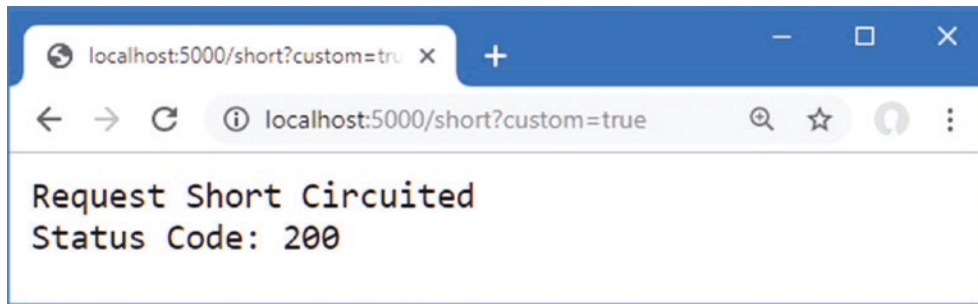 localhost:5000/short?custom=tru
localhost:5000/short?custom=true
Request Short Circuited
Status Code: 200